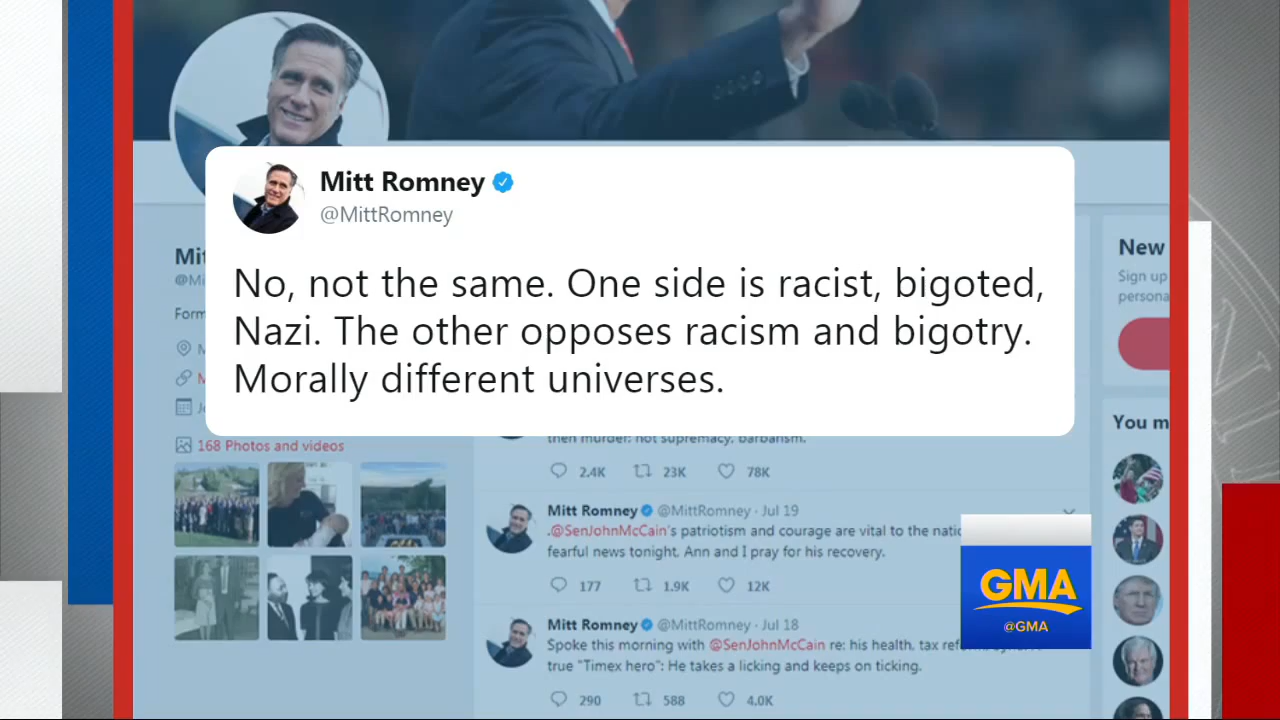 Mitt Romney
@MittRomney
No, not the same. One side is racist, bigoted,
Nazi. The other opposes racism and bigotry.
Morally different universes.
168 Photos and videos
then murder; not supremacy, barbarism.
2.4K 23K 78K
Mitt Romney @MittRomney · Jul 19
.@SenJohnMcCain's patriotism and courage are vital to the
fearful news tonight. Ann and I pray for his recovery.
177 1.9K 12K
Mitt Romney @MittRomney · Jul 18
Spoke this morning with @SenJohnMcCain re: his health, tax
true "Timex hero": He takes a licking and keeps on ticking.
290 588 4.0K
New
Sign up
You
GMA
@GMA